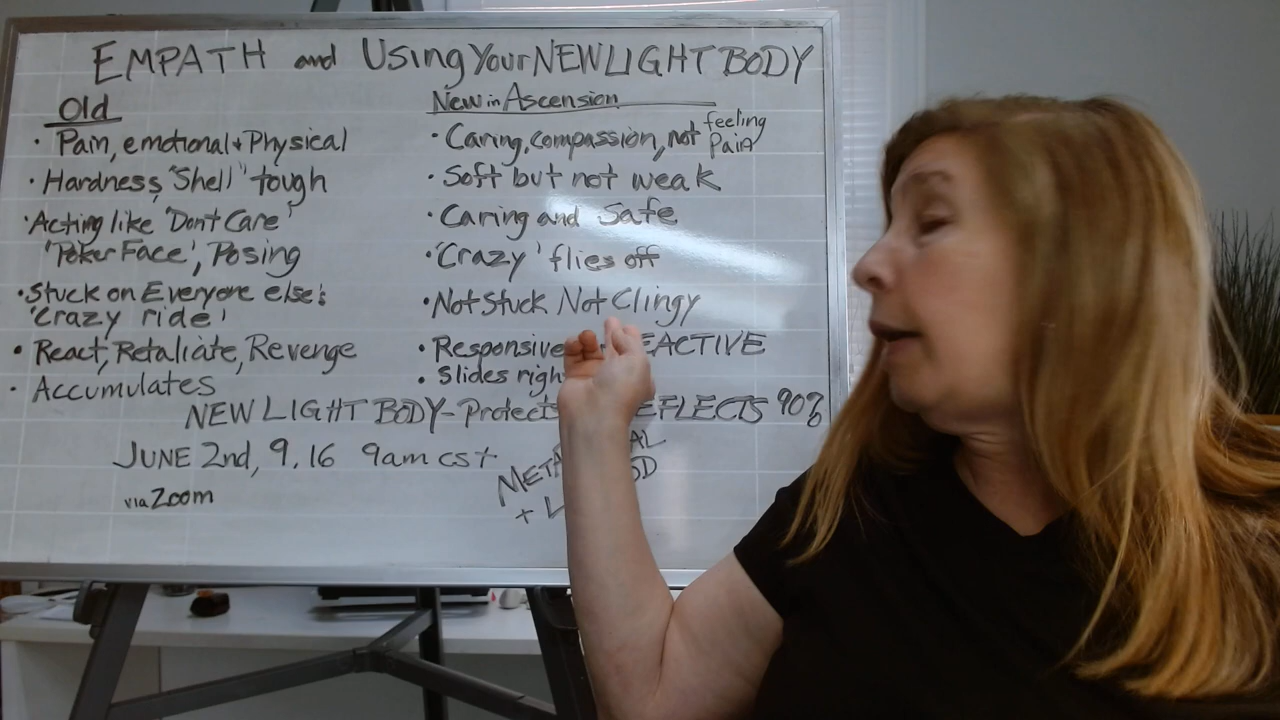 EMPATH and Using Your NEW LIGHT BODY
Old
• Pain, emotional + Physical
• Hardness, "Shell" tough
• Acting like 'Don't Care'
'Poker Face', Posing
• Stuck on Everyone else's
'Crazy ride'
• React, Retaliate, Revenge
• Accumulates
New in Ascension
• Caring, compassion, not feeling Pain
• Soft but not weak
• Caring and Safe
• 'Crazy' flies off
• Not Stuck Not Clingy
• Responsive EACTIVE
• Slides righ
NEW LIGHT BODY - Protects EFLECTS 90%
JUNE 2nd, 9, 16 9am cst
via Zoom
META AL
+ L